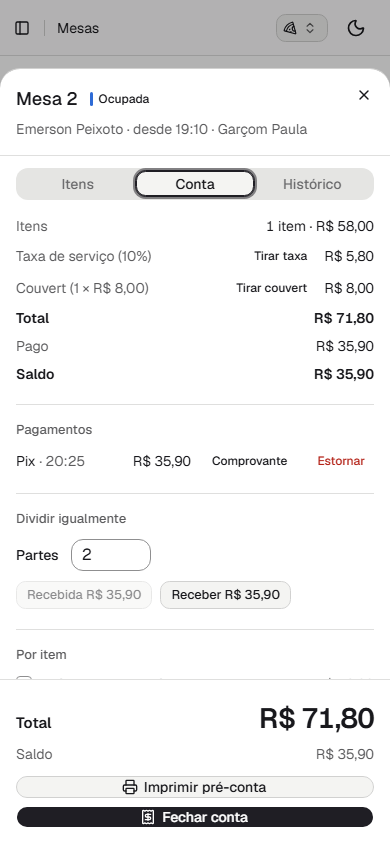 Mesas
Mesa 2 Ocupada
Emerson Peixoto · desde 19:10 · Garçom Paula
Itens Conta Histórico
Itens 1 item · R$ 58,00
Taxa de serviço (10%) Tirar taxa R$ 5,80
Couvert (1 × R$ 8,00) Tirar couvert R$ 8,00
Total R$ 71,80
Pago R$ 35,90
Saldo R$ 35,90
Pagamentos
Pix · 20:25 R$ 35,90 Comprovante Estornar
Dividir igualmente
Partes 2
Recebida R$ 35,90 Receber R$ 35,90
Por item
Total R$ 71,80
Saldo R$ 35,90
Imprimir pré-conta
Fechar conta